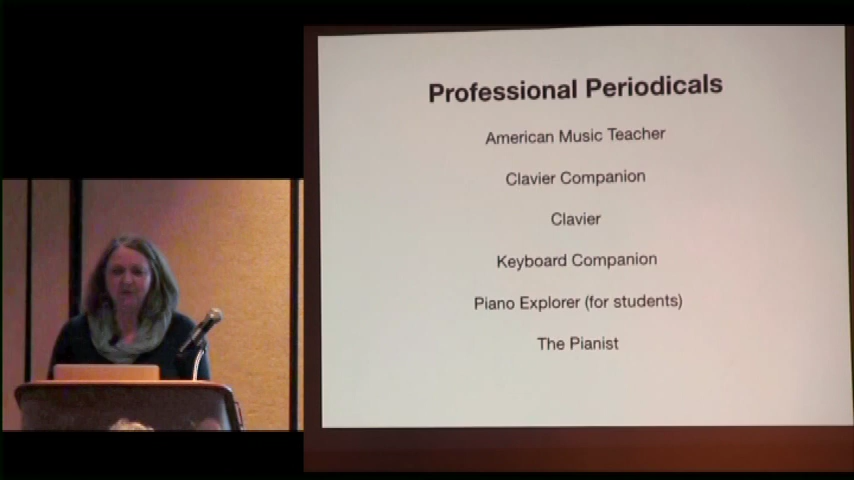 Professional Periodicals
American Music Teacher
Clavier Companion
Clavier
Keyboard Companion
Piano Explorer (for students)
The Pianist